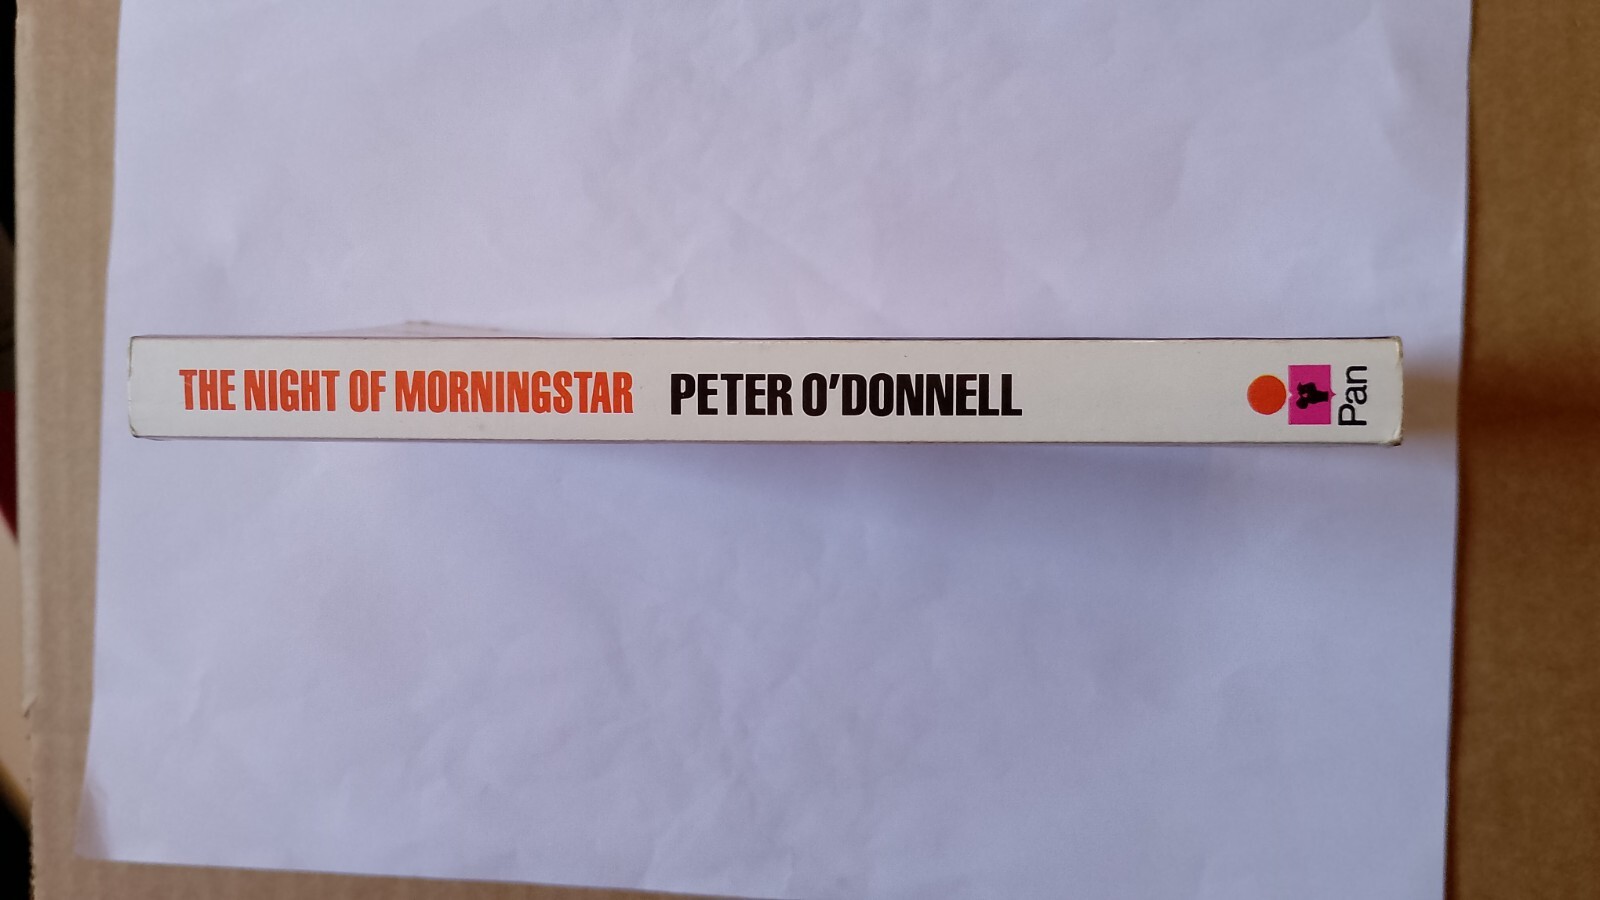 THE NIGHT OF MORNINGSTAR PETER O'DONNELL
Pan